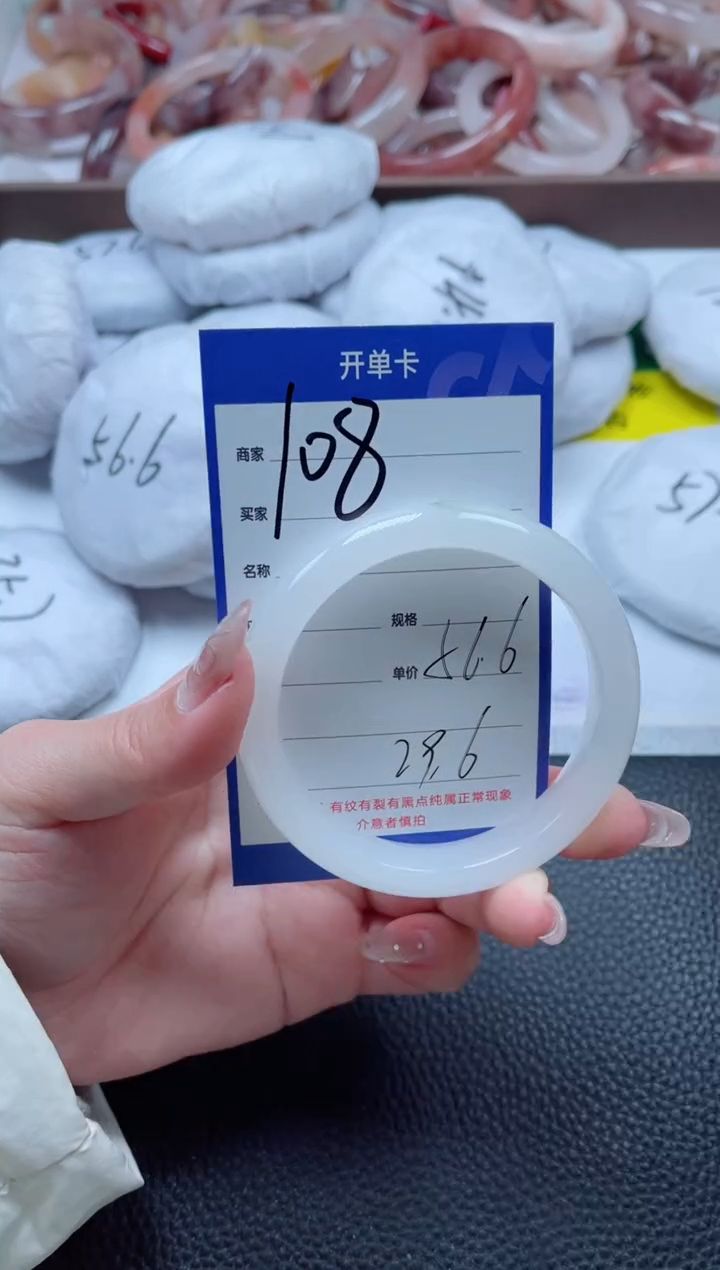 开单卡
商家
108
买家
名称
规格
单价 56.6
29.6
有纹有裂有黑点纯属正常现象
介意者慎拍
56.6